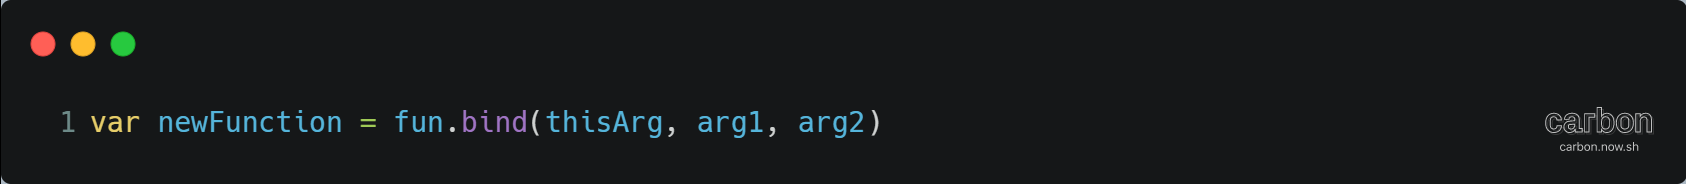 1 var newFunction = fun.bind(thisArg, arg1, arg2)
carbon
carbon.now.sh